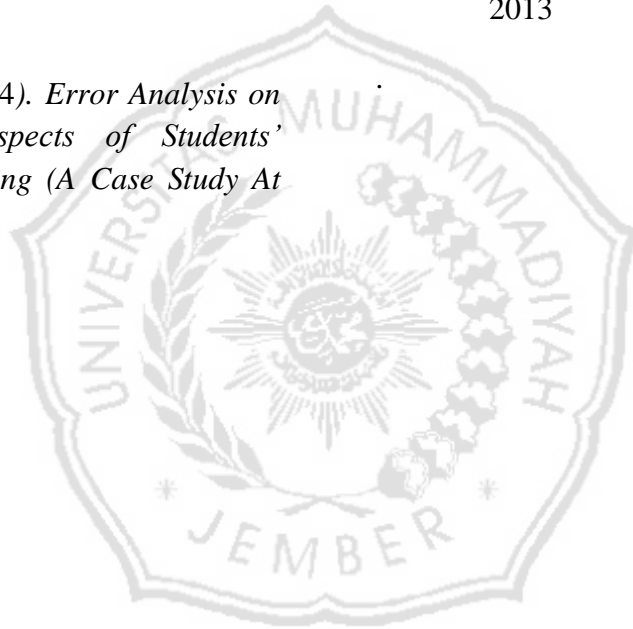 2013
4). Error Analysis on
spects of Students’
ng (A Case Study At
.
UNIVERSITAS MUHAMMADIYAH
JEMBER